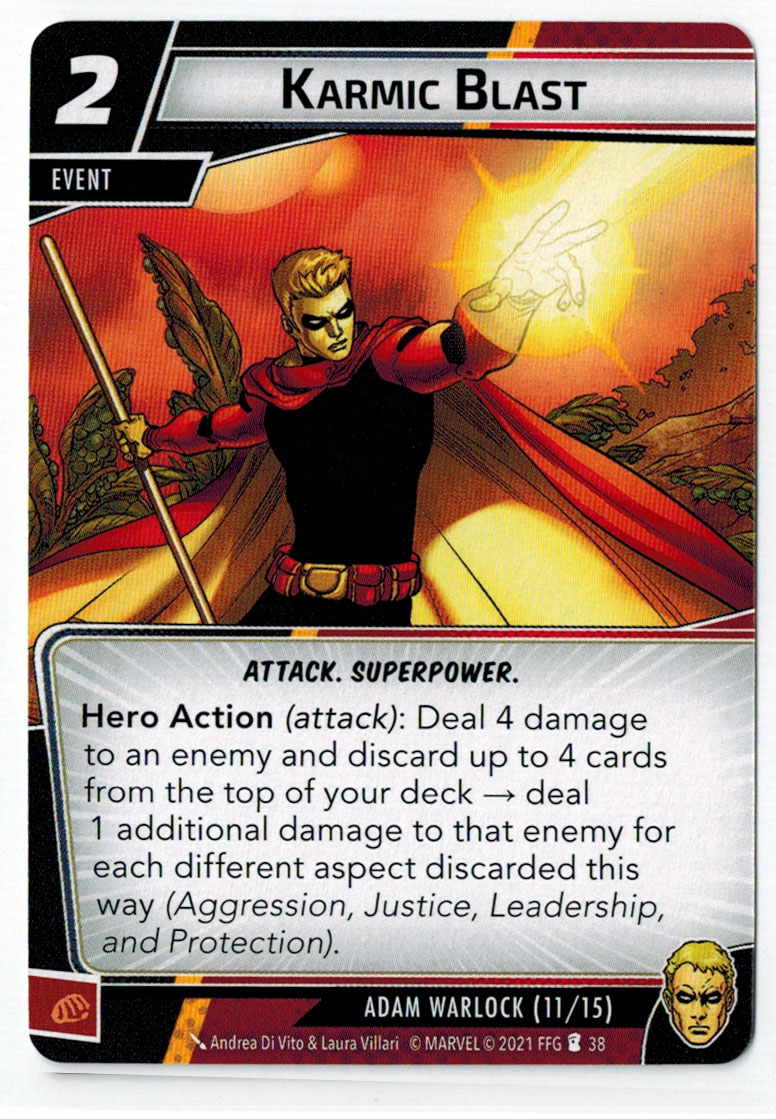 2
KARMIC BLAST
EVENT
ATTACK. SUPERPOWER.
Hero Action (attack): Deal 4 damage
to an enemy and discard up to 4 cards
from the top of your deck → deal
1 additional damage to that enemy for
each different aspect discarded this
way (Aggression, Justice, Leadership,
and Protection).
ADAM WARLOCK (11/15)
Andrea Di Vito & Laura Villari © MARVEL © 2021 FFG 38